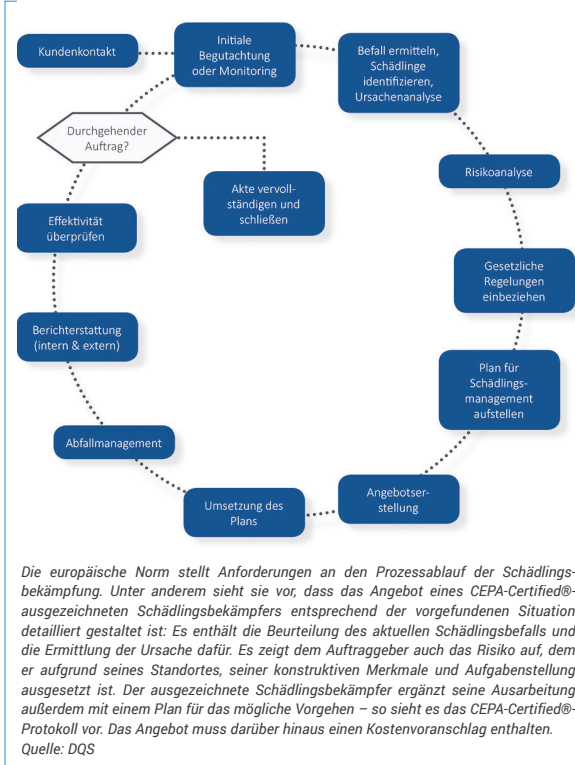 Kundenkontakt
Initiale
Begutachtung
oder Monitoring
Befall ermitteln,
Schädlinge
identifizieren,
Ursachenanalyse
Durchgehender
Auftrag?
Risikoanalyse
Akte vervoll-
ständigen und
schließen
Effektivität
überprüfen
Gesetzliche
Regelungen
einbeziehen
Berichterstattung
(intern & extern)
Plan für
Schädlings-
management
aufstellen
Abfallmanagement
Umsetzung des
Plans
Angebotser-
stellung
Die europäische Norm stellt Anforderungen an den Prozessablauf der Schädlings-
bekämpfung. Unter anderem sieht sie vor, dass das Angebot eines CEPA-Certified®-
ausgezeichneten Schädlingsbekämpfers entsprechend der vorgefundenen Situation
detailliert gestaltet ist: Es enthält die Beurteilung des aktuellen Schädlingsbefalls und
die Ermittlung der Ursache dafür. Es zeigt dem Auftraggeber auch das Risiko auf, dem
er aufgrund seines Standortes, seiner konstruktiven Merkmale und Aufgabenstellung
ausgesetzt ist. Der ausgezeichnete Schädlingsbekämpfer ergänzt seine Ausarbeitung
außerdem mit einem Plan für das mögliche Vorgehen – so sieht es das CEPA-Certified®-
Protokoll vor. Das Angebot muss darüber hinaus einen Kostenvoranschlag enthalten.
Quelle: DQS